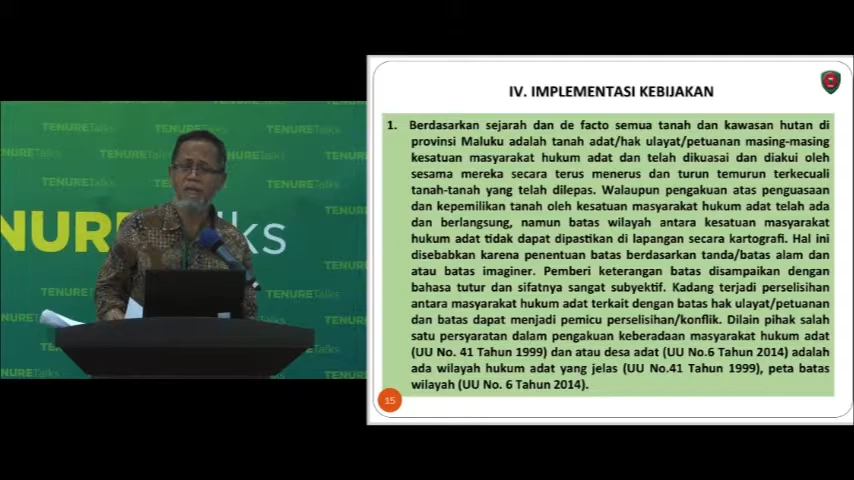 TENURETalks
TENURETalks
TENURETalks
TENURETalks
NURETalks
TENURETalks
TENURE
TENURETalks
TENURETalks
TENURETalks
IV. IMPLEMENTASI KEBIJAKAN
1. Berdasarkan sejarah dan de facto semua tanah dan kawasan hutan di
provinsi Maluku adalah tanah adat/hak ulayat/petuanan masing-masing
kesatuan masyarakat hukum adat dan telah dikuasai dan diakui oleh
sesama mereka secara terus menerus dan turun temurun terkecuali
tanah-tanah yang telah dilepas. Walaupun pengakuan atas penguasaan
dan kepemilikan tanah oleh kesatuan masyarakat hukum adat telah ada
dan berlangsung, namun batas wilayah antara kesatuan masyarakat
hukum adat tidak dapat dipastikan di lapangan secara kartografi. Hal ini
disebabkan karena penentuan batas berdasarkan tanda/batas alam dan
atau batas imaginer. Pemberi keterangan batas disampaikan dengan
bahasa tutur dan sifatnya sangat subyektif. Kadang terjadi perselisihan
antara masyarakat hukum adat terkait dengan batas hak ulayat/petuanan
dan batas dapat menjadi pemicu perselisihan/konflik. Dilain pihak salah
satu persyaratan dalam pengakuan keberadaan masyarakat hukum adat
(UU No. 41 Tahun 1999) dan atau desa adat (UU No.6 Tahun 2014) adalah
ada wilayah hukum adat yang jelas (UU No.41 Tahun 1999), peta batas
wilayah (UU No. 6 Tahun 2014).
15